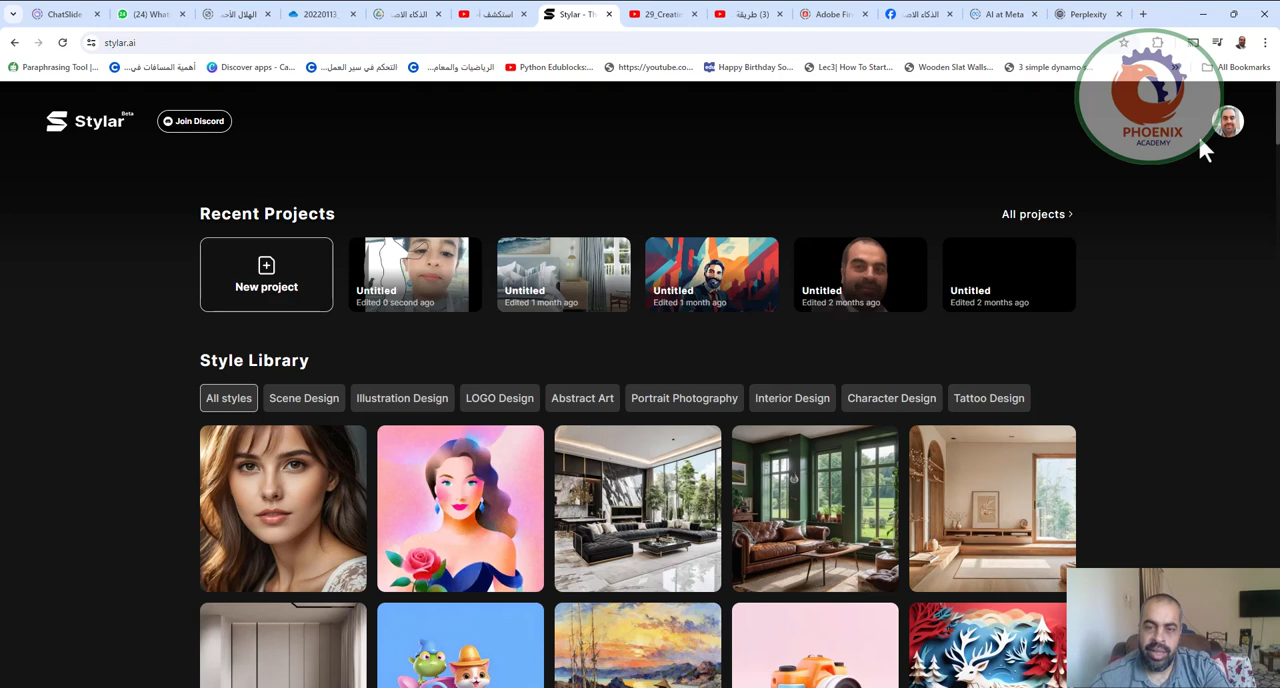 ChatSlide
(24) What
الهلال الأحـ
20220113
الذكاء الاصـ
استكشف
Stylar - Th
29_Creatin
(3) طريقة
Adobe Fir
الذكاء الاصـ
AI at Meta
Perplexity
stylar.ai
Paraphrasing Tool |...
أهمية المسافات في...
Discover apps - Ca...
التحكم في سير العمل...
الرياضيات والمعام...
Python Edublocks:...
https://youtube.co...
Happy Birthday So...
Lec3| How To Start...
Wooden Slat Walls...
3 simple dynamo s...
All Bookmarks
PHOENIX
ACADEMY
Stylar Beta
Join Discord
Recent Projects
All projects >
New project
Untitled
Edited 0 second ago
Untitled
Edited 1 month ago
Untitled
Edited 1 month ago
Untitled
Edited 2 months ago
Untitled
Edited 2 months ago
Style Library
All styles
Scene Design
Illustration Design
LOGO Design
Abstract Art
Portrait Photography
Interior Design
Character Design
Tattoo Design